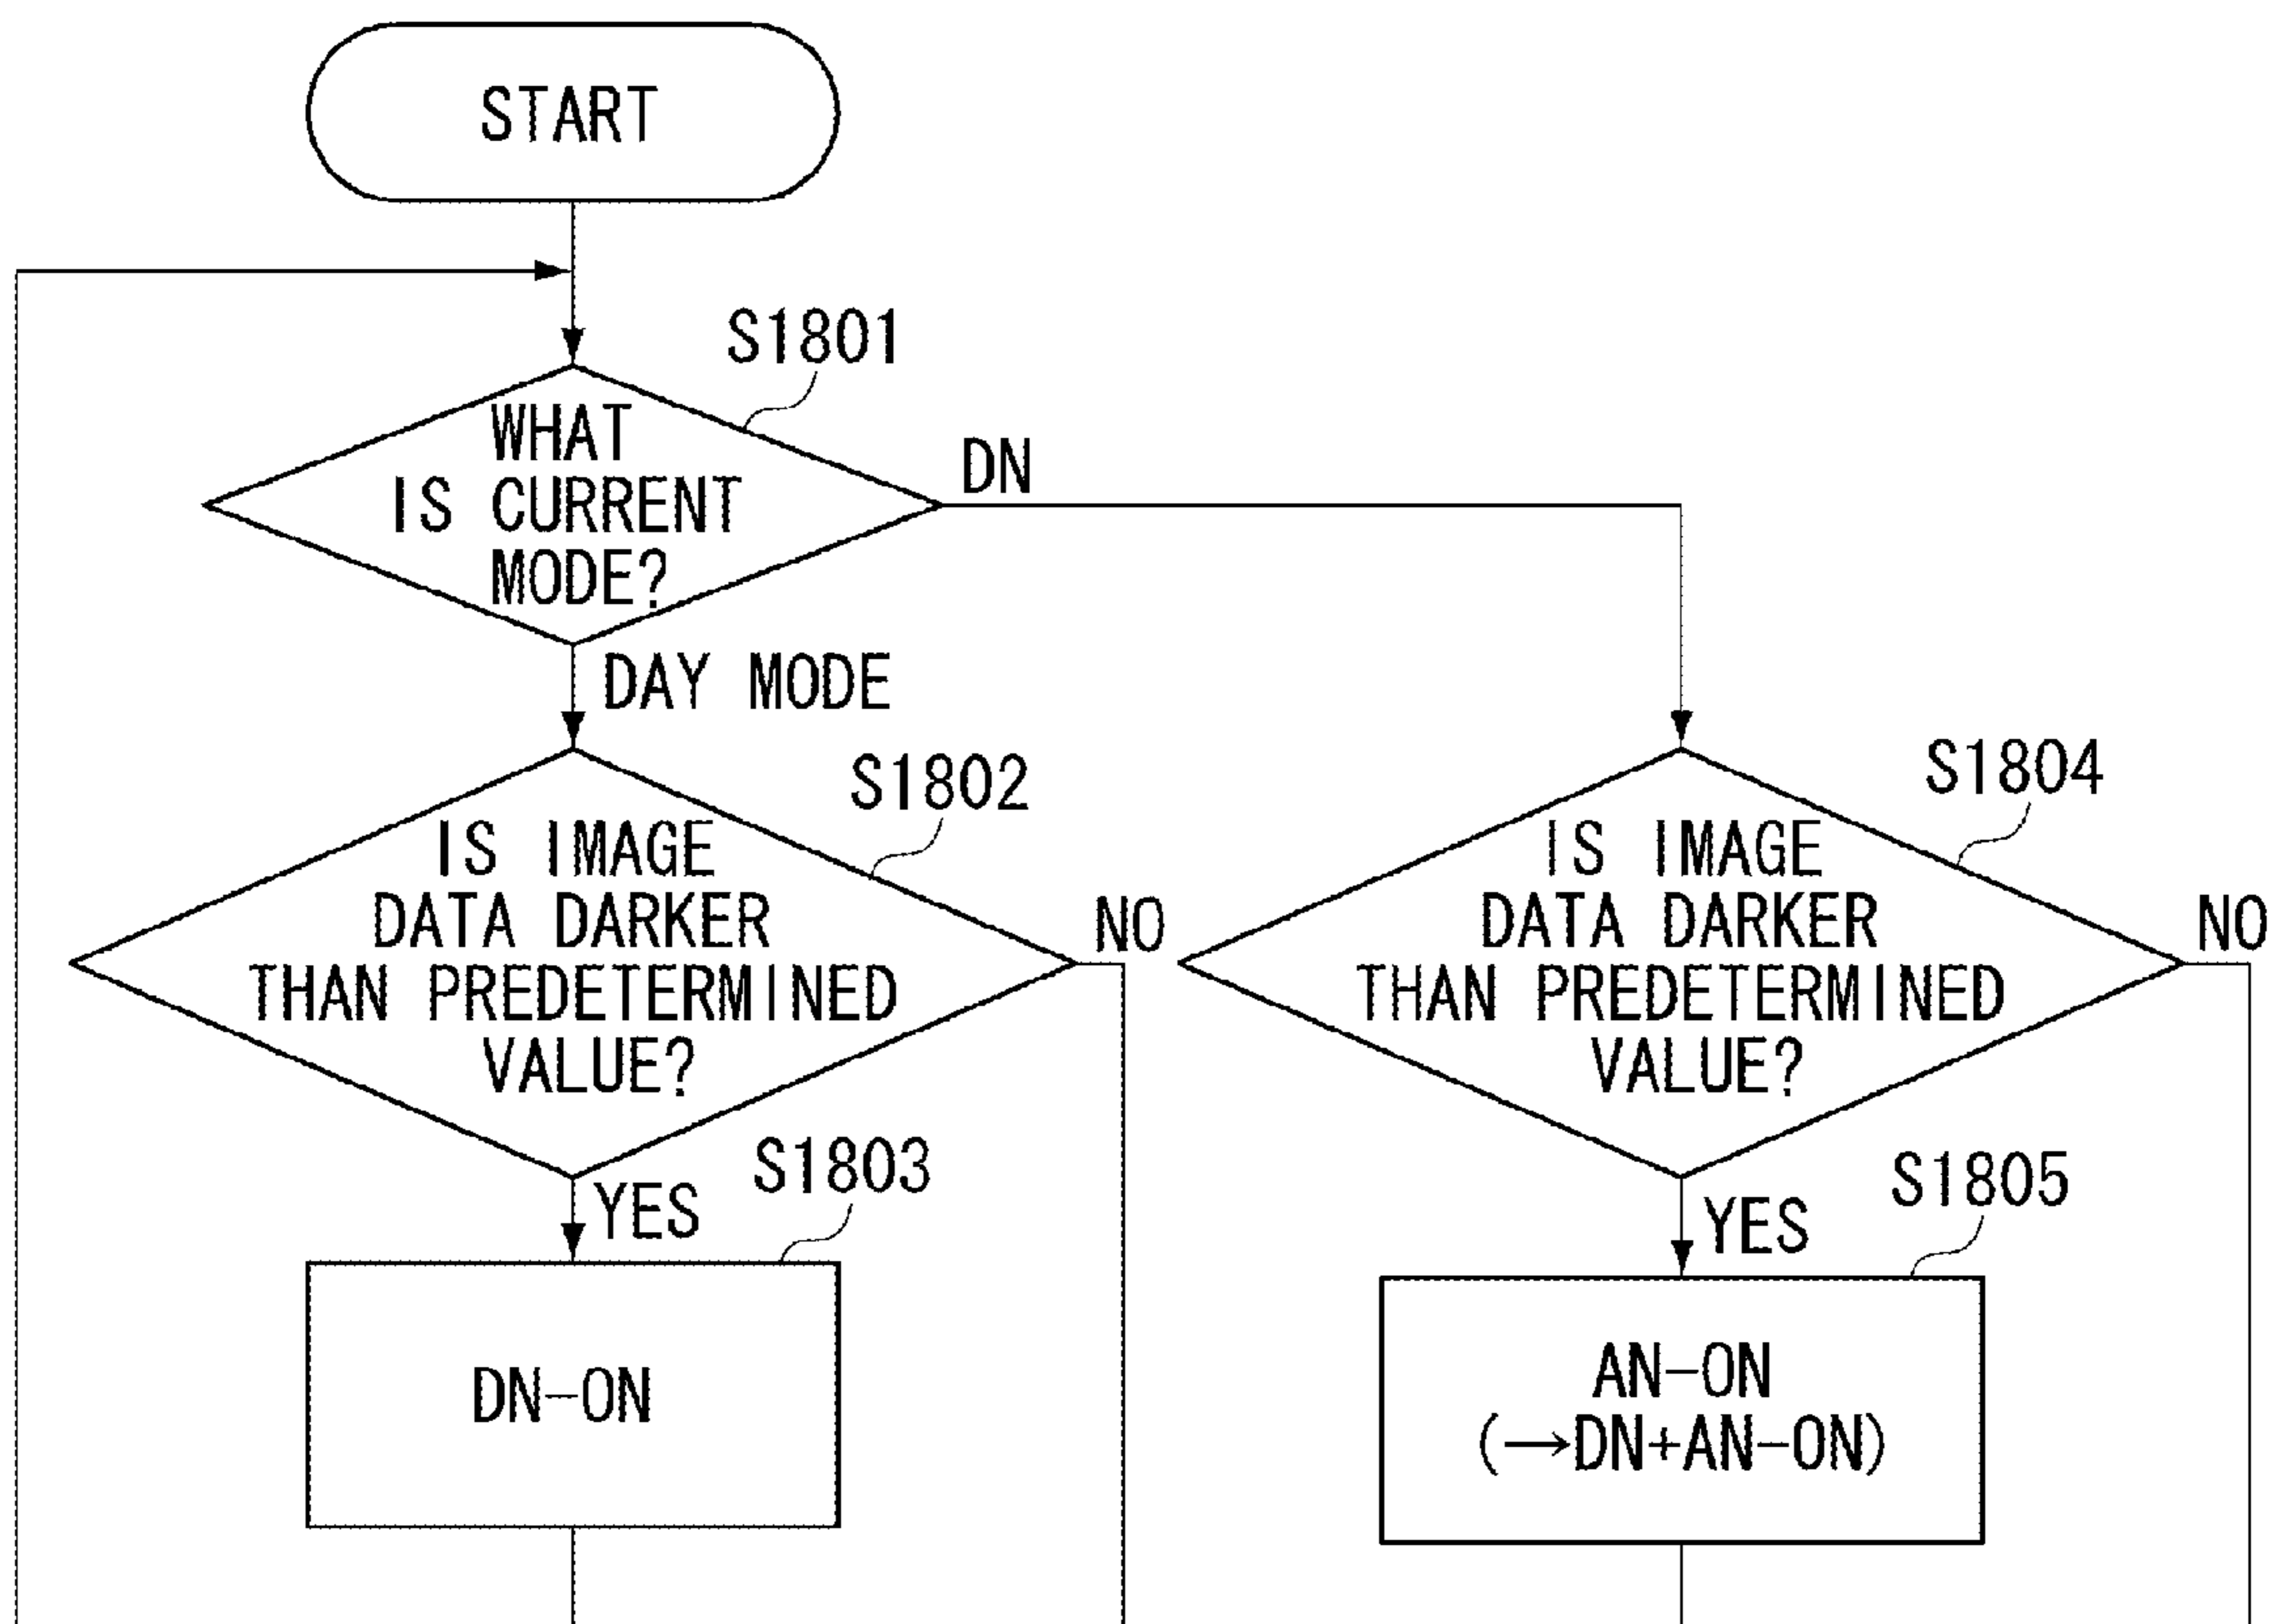 START
S1801
WHAT
IS CURRENT
MODE?
DN
DAY MODE
S1802
IS IMAGE
DATA DARKER
THAN PREDETERMINED
VALUE?
NO
YES
S1803
DN-ON
S1804
IS IMAGE
DATA DARKER
THAN PREDETERMINED
VALUE?
NO
YES
S1805
AN-ON
(→DN+AN-ON)